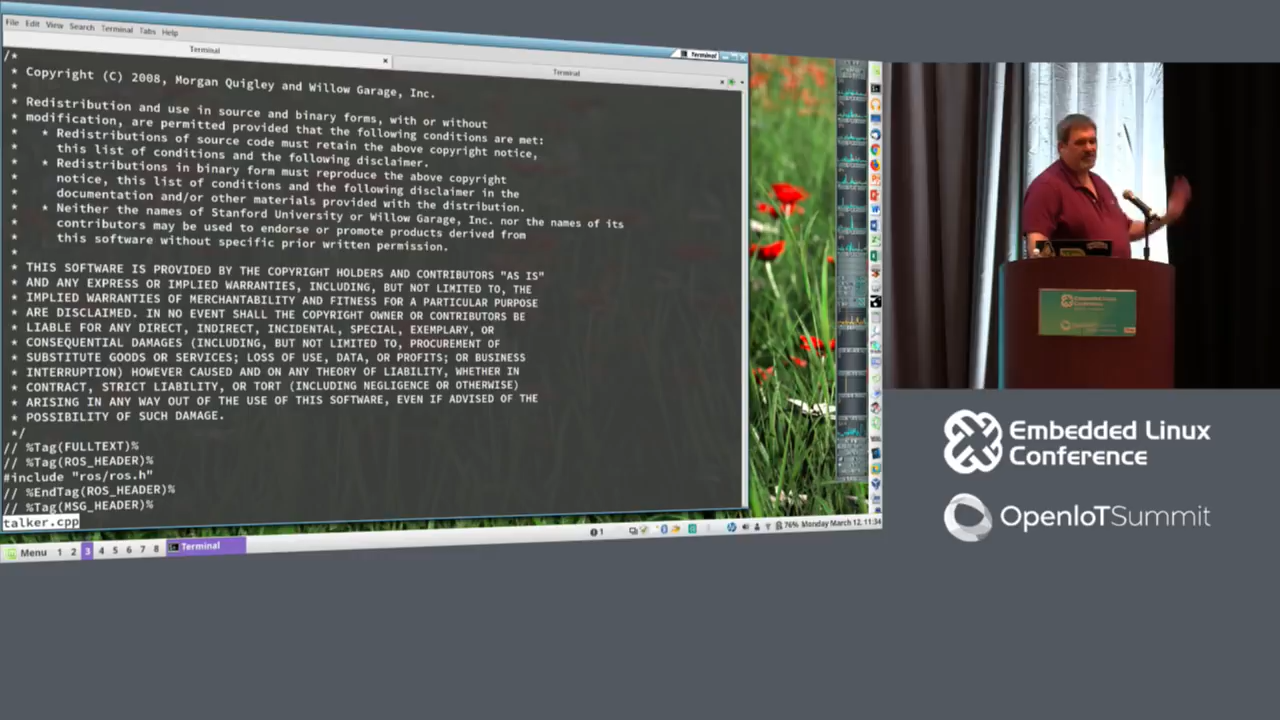 File Edit View Search Terminal Tabs Help
Terminal
Terminal
Terminal
/*
* Copyright (C) 2008, Morgan Quigley and Willow Garage, Inc.
*
* Redistribution and use in source and binary forms, with or without
* modification, are permitted provided that the following conditions are met:
* * Redistributions of source code must retain the above copyright notice,
* this list of conditions and the following disclaimer.
* * Redistributions in binary form must reproduce the above copyright
* notice, this list of conditions and the following disclaimer in the
* documentation and/or other materials provided with the distribution.
* * Neither the names of Stanford University or Willow Garage, Inc. nor the names of its
* contributors may be used to endorse or promote products derived from
* this software without specific prior written permission.
*
* THIS SOFTWARE IS PROVIDED BY THE COPYRIGHT HOLDERS AND CONTRIBUTORS "AS IS"
* AND ANY EXPRESS OR IMPLIED WARRANTIES, INCLUDING, BUT NOT LIMITED TO, THE
* IMPLIED WARRANTIES OF MERCHANTABILITY AND FITNESS FOR A PARTICULAR PURPOSE
* ARE DISCLAIMED. IN NO EVENT SHALL THE COPYRIGHT OWNER OR CONTRIBUTORS BE
* LIABLE FOR ANY DIRECT, INDIRECT, INCIDENTAL, SPECIAL, EXEMPLARY, OR
* CONSEQUENTIAL DAMAGES (INCLUDING, BUT NOT LIMITED TO, PROCUREMENT OF
* SUBSTITUTE GOODS OR SERVICES; LOSS OF USE, DATA, OR PROFITS; OR BUSINESS
* INTERRUPTION) HOWEVER CAUSED AND ON ANY THEORY OF LIABILITY, WHETHER IN
* CONTRACT, STRICT LIABILITY, OR TORT (INCLUDING NEGLIGENCE OR OTHERWISE)
* ARISING IN ANY WAY OUT OF THE USE OF THIS SOFTWARE, EVEN IF ADVISED OF THE
* POSSIBILITY OF SUCH DAMAGE.
*/
// %Tag(FULLTEXT)%
// %Tag(ROS_HEADER)%
#include "ros/ros.h"
// %EndTag(ROS_HEADER)%
// %Tag(MSG_HEADER)%
talker.cpp
Menu 1 2 3 4 5 6 7 8 Terminal
1 76% Monday March 12, 11:34
Embedded Linux
Conference
Embedded Linux
Conference
OpenIoTSummit